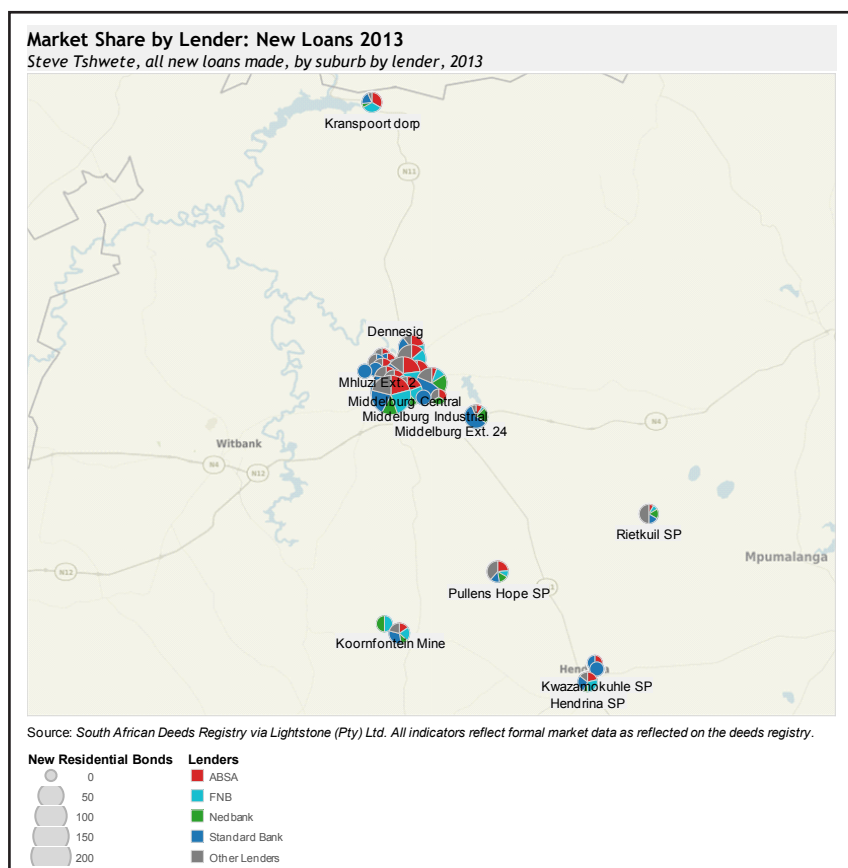 Market Share by Lender: New Loans 2013
Steve Tshwete, all new loans made, by suburb by lender, 2013
Kranspoort dorp
N11
Dennesig
Mhluzi Ext. 2
Middelburg Central
Middelburg Industrial
Middelburg Ext. 24
Witbank
N4
N4
N12
Rietkuil SP
Mpumalanga
N12
Pullens Hope SP
Koornfontein Mine
Kwazamokuhle SP
Hendrina SP
Source: South African Deeds Registry via Lightstone (Pty) Ltd. All indicators reflect formal market data as reflected on the deeds registry.
New Residential Bonds
0
50
100
150
200
Lenders
ABSA
FNB
Nedbank
Standard Bank
Other Lenders